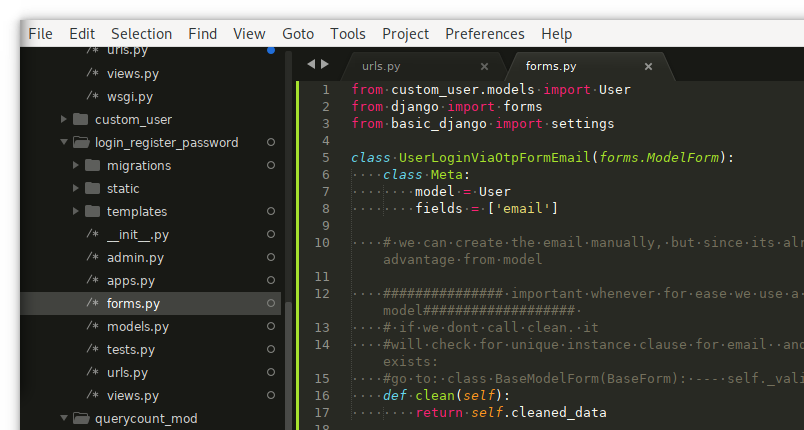 File Edit Selection Find View Goto Tools Project Preferences Help
urls.py
/* views.py
/* wsgi.py
custom_user
login_register_password
migrations
static
templates
/* __init__.py
/* admin.py
/* apps.py
/* forms.py
/* models.py
/* tests.py
/* urls.py
/* views.py
querycount_mod
urls.py × forms.py ×
1 from custom_user.models import User
2 from django import forms
3 from basic_django import settings
4
5 class UserLoginViaOtpFormEmail(forms.ModelForm):
6 class Meta:
7 model = User
8 fields = ['email']
9
10 # we can create the email manually, but since its
advantage from model
11
12 ############### important whenever for ease we use a
model###################
13 # if we dont call clean. it
14 #will check for unique instance clause for email
exists:
15 #go to: class BaseModelForm(BaseForm): ----
16 def clean(self):
17 return self.cleaned_data
18